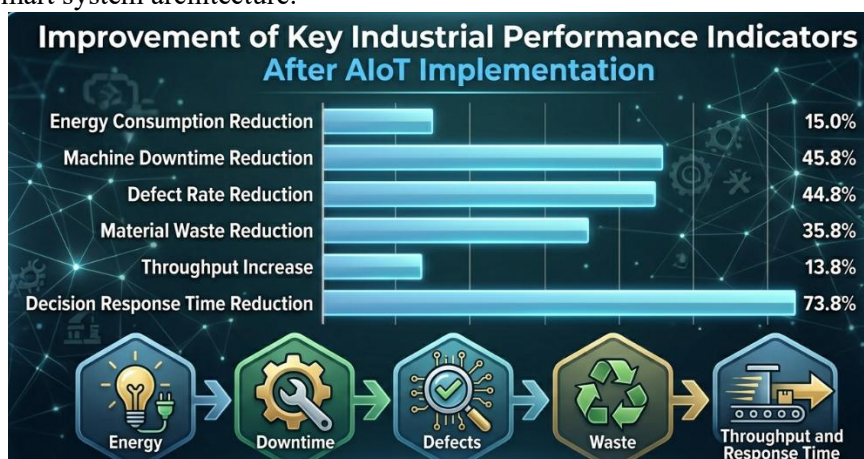 mart system architecture.
Improvement of Key Industrial Performance Indicators
After AIoT Implementation
Energy Consumption Reduction 15.0%
Machine Downtime Reduction 45.8%
Defect Rate Reduction 44.8%
Material Waste Reduction 35.8%
Throughput Increase 13.8%
Decision Response Time Reduction 73.8%
Energy
Downtime
Defects
Waste
Throughput and
Response Time